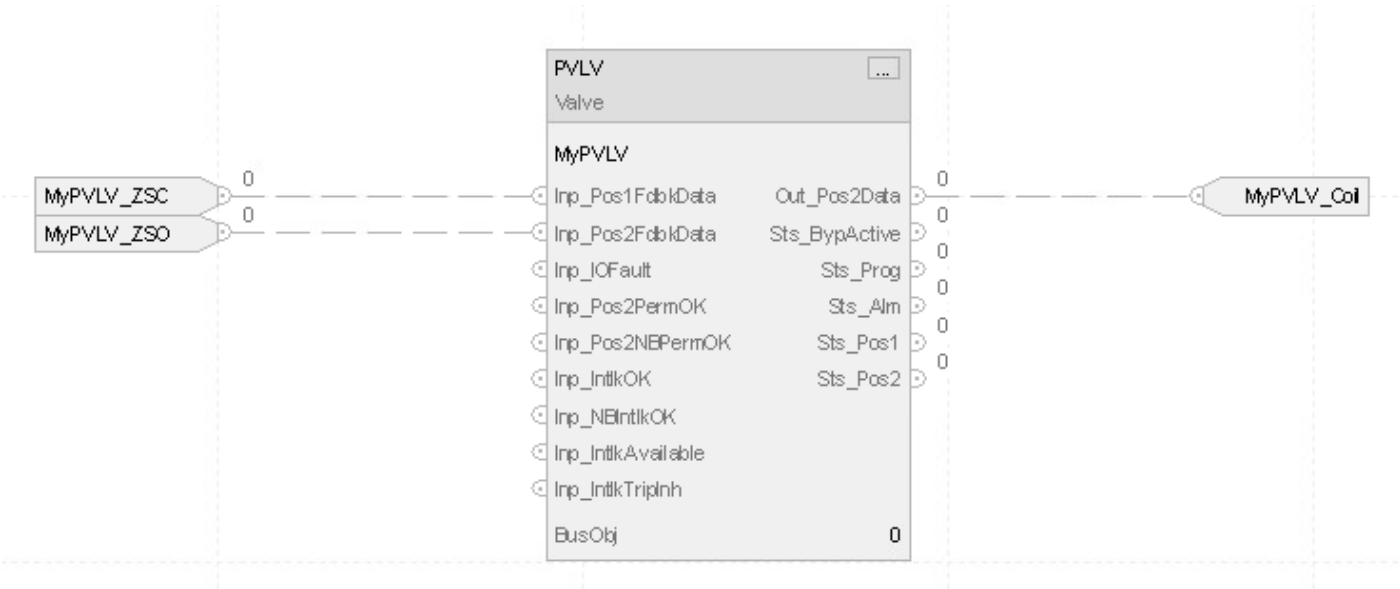 PVLV ...
Valve
MyPVLV
MyPVLV_ZSC 0 Inp_Pos1FdbkData Out_Pos2Data 0 MyPVLV_Coil
MyPVLV_ZSO 0 Inp_Pos2FdbkData Sts_BypActive 0
Inp_IOFault Sts_Prog 0
Inp_Pos2PermOK Sts_Alm 0
Inp_Pos2NBPermOK Sts_Pos1 0
Inp_IntlkOK Sts_Pos2 0
Inp_NBIntlkOK
Inp_IntlkAvailable
Inp_IntlkTripInh
BusObj 0